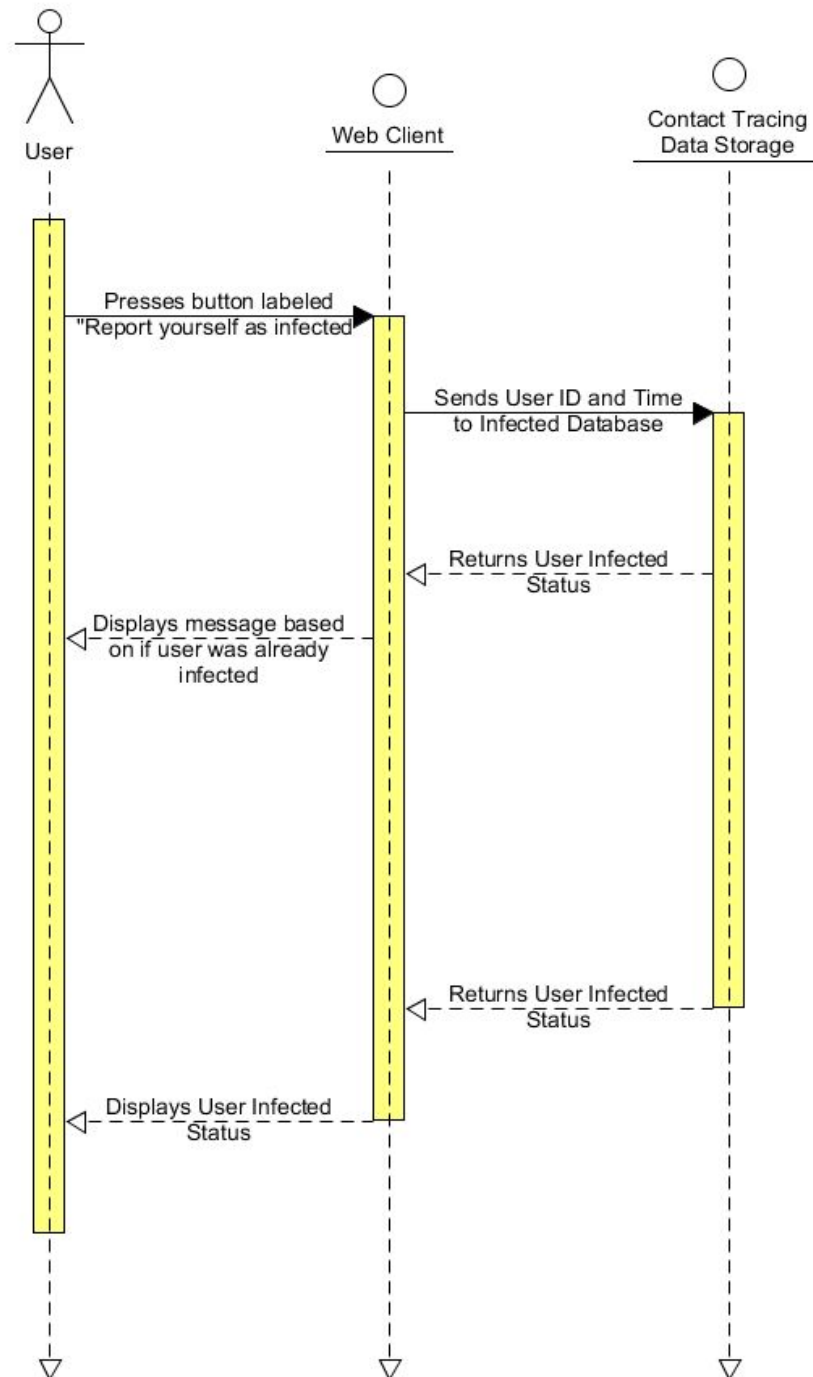 User
Web Client
Contact Tracing
Data Storage
Presses button labeled
"Report yourself as infected
Sends User ID and Time
to Infected Database
Returns User Infected
Status
Displays message based
on if user was already
infected
Returns User Infected
Status
Displays User Infected
Status